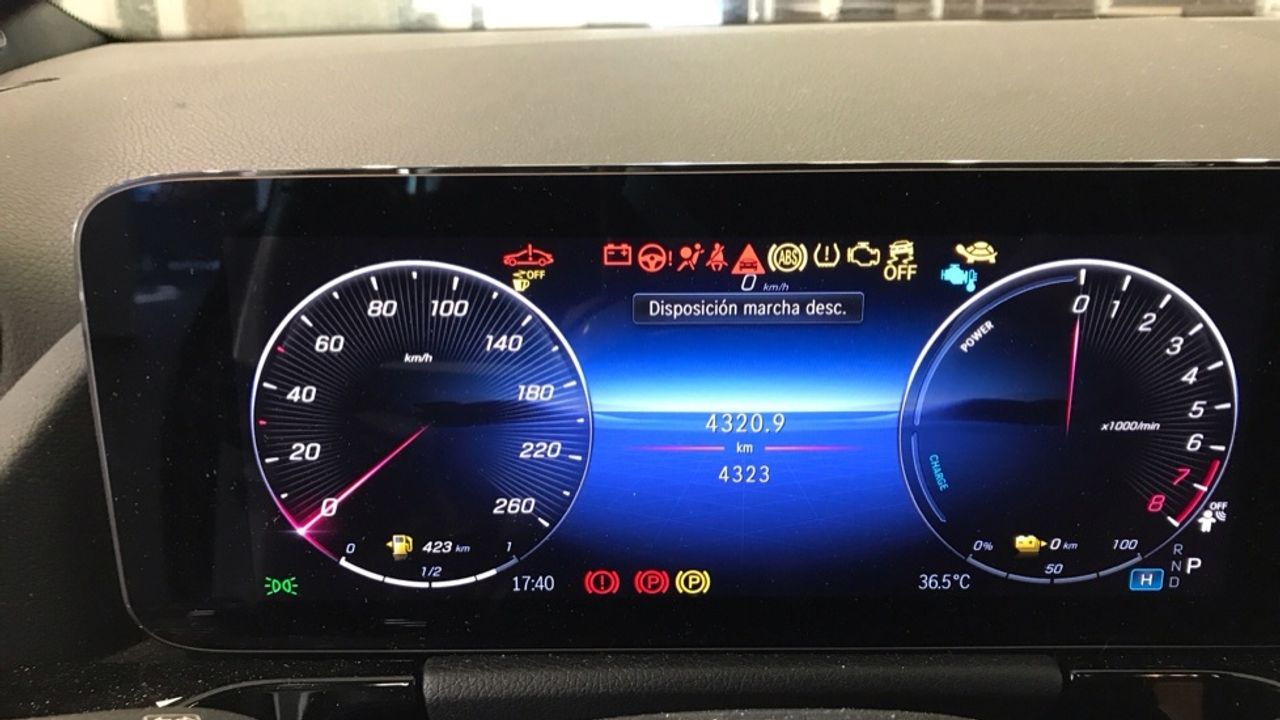 OFF
ABS
OFF
0 km/h
Disposición marcha desc.
80 100
60 140
km/h
40 180
20 220
0 260
0 423 km 1
1/2
17:40
4320.9
km
4323
P P
0 1 2 3 4 5 6 7 8
POWER
x1000/min
CHARGE
OFF
0% 0 km 100
50
36.5°C
H
R
N P
D